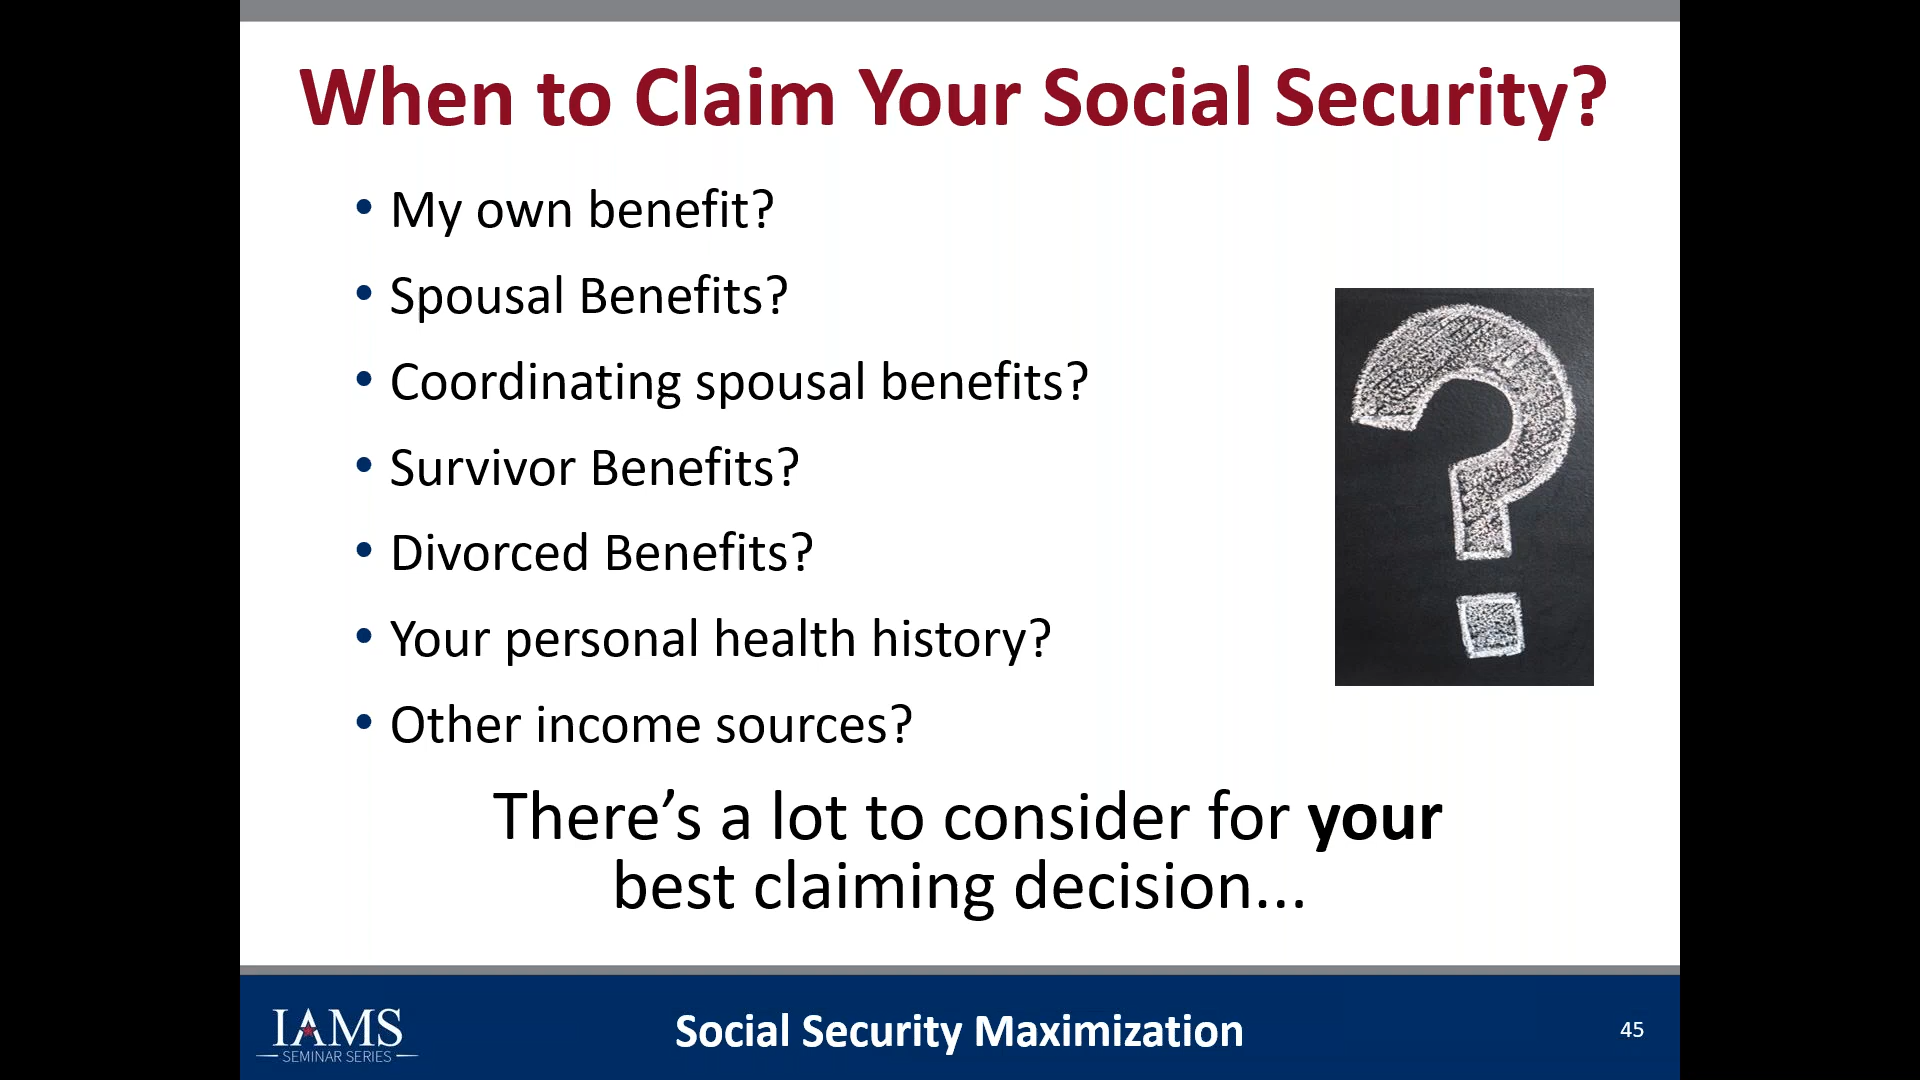 When to Claim Your Social Security?
• My own benefit?
• Spousal Benefits?
• Coordinating spousal benefits?
• Survivor Benefits?
• Divorced Benefits?
• Your personal health history?
• Other income sources?
There’s a lot to consider for your
best claiming decision...
IAMS
SEMINAR SERIES
Social Security Maximization
45